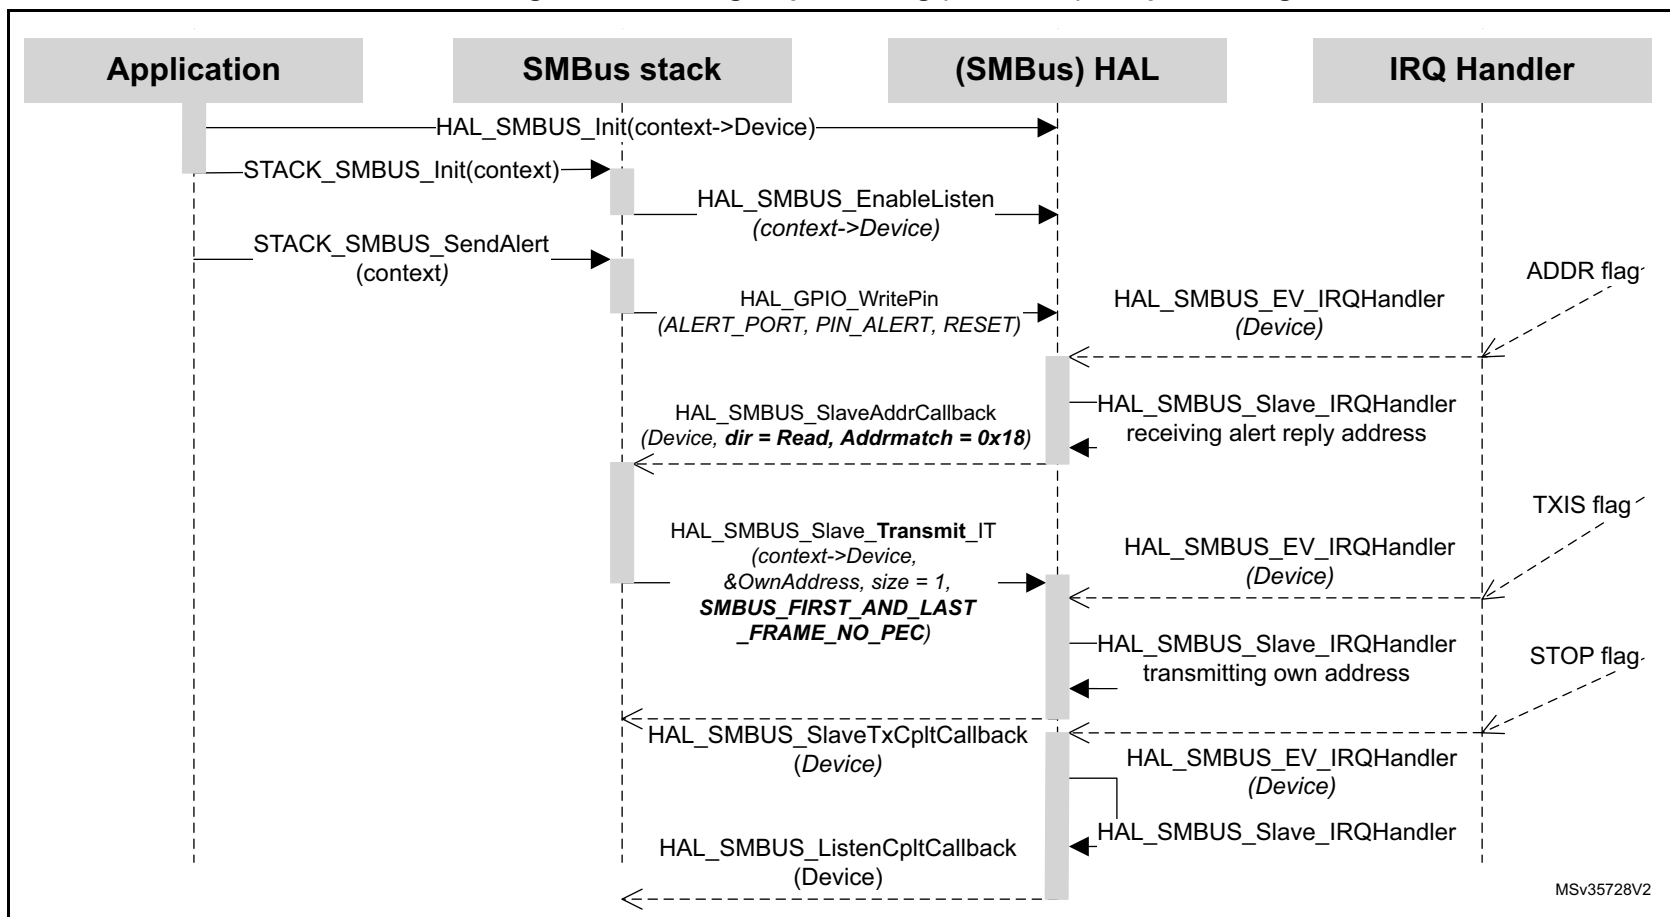 Application
SMBus stack
(SMBus) HAL
IRQ Handler
HAL_SMBUS_Init(context->Device)
STACK_SMBUS_Init(context)
HAL_SMBUS_EnableListen
(context->Device)
STACK_SMBUS_SendAlert
(context)
ADDR flag
HAL_GPIO_WritePin
(ALERT_PORT, PIN_ALERT, RESET)
HAL_SMBUS_EV_IRQHandler
(Device)
HAL_SMBUS_SlaveAddrCallback
(Device, dir = Read, Addrmatch = 0x18)
HAL_SMBUS_Slave_IRQHandler
receiving alert reply address
TXIS flag
HAL_SMBUS_Slave_Transmit_IT
(context->Device,
&OwnAddress, size = 1,
SMBUS_FIRST_AND_LAST
_FRAME_NO_PEC)
HAL_SMBUS_EV_IRQHandler
(Device)
HAL_SMBUS_Slave_IRQHandler
transmitting own address
STOP flag
HAL_SMBUS_SlaveTxCpltCallback
(Device)
HAL_SMBUS_EV_IRQHandler
(Device)
HAL_SMBUS_Slave_IRQHandler
HAL_SMBUS_ListenCpltCallback
(Device)
MSv35728V2